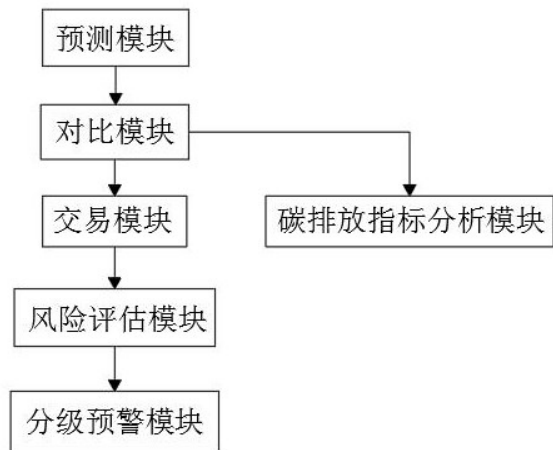 预测模块
对比模块
交易模块
碳排放指标分析模块
风险评估模块
分级预警模块